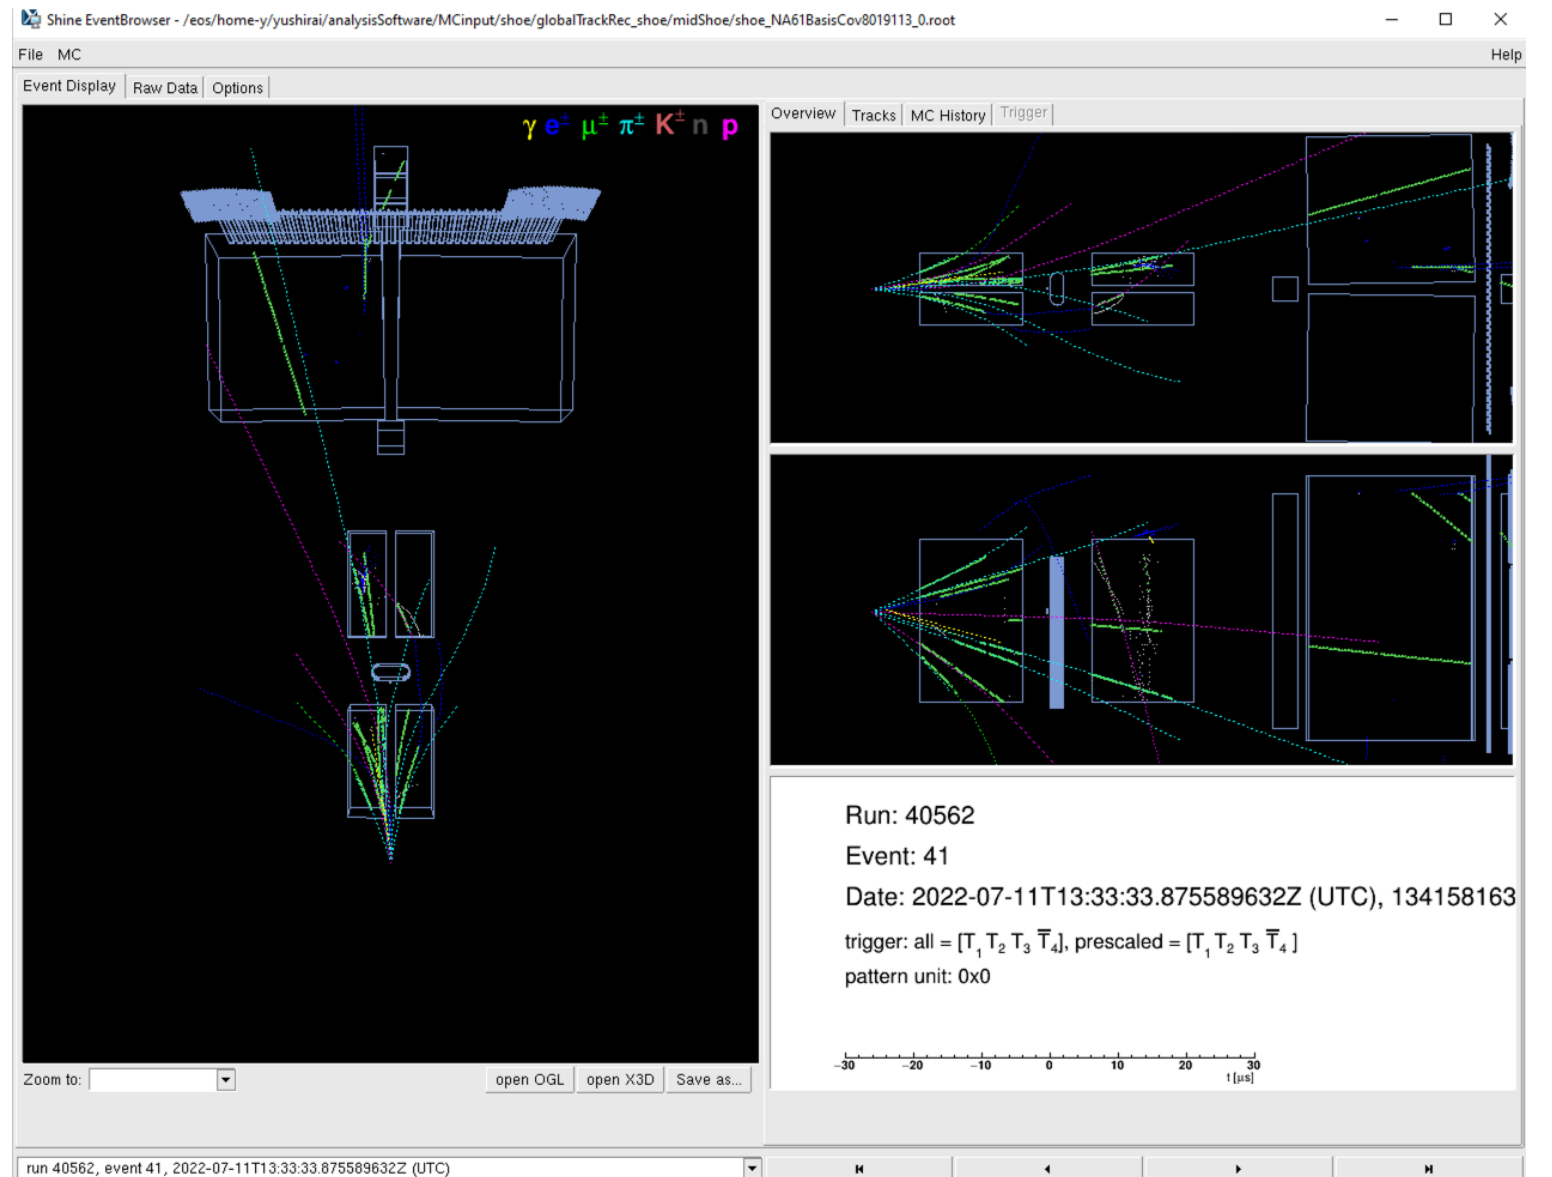 Shine EventBrowser - /eos/home-y/yushirai/analysisSoftware/MCinput/shoe/globalTrackRec_shoe/midShoe/shoe_NA61BasisCov8019113_0.root
File MC Help
Event Display Raw Data Options
γ e± μ± π± K± n p
Overview Tracks MC History Trigger
Run: 40562
Event: 41
Date: 2022-07-11T13:33:33.875589632Z (UTC), 134158163
trigger: all = [T₁ T₂ T₃ T̅₄], prescaled = [T₁ T₂ T₃ T̅₄ ]
pattern unit: 0x0
−30 −20 −10 0 10 20 30
t [μs]
Zoom to: open OGL open X3D Save as...
run 40562, event 41, 2022-07-11T13:33:33.875589632Z (UTC)